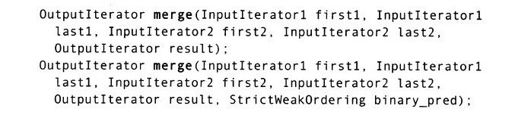 OutputIterator merge(InputIterator1 first1, InputIterator1
last1, InputIterator2 first2, InputIterator2 last2,
OutputIterator result);
OutputIterator merge(InputIterator1 first1, InputIterator1
last1, InputIterator2 first2, InputIterator2 last2,
OutputIterator result, StrictWeakOrdering binary_pred);